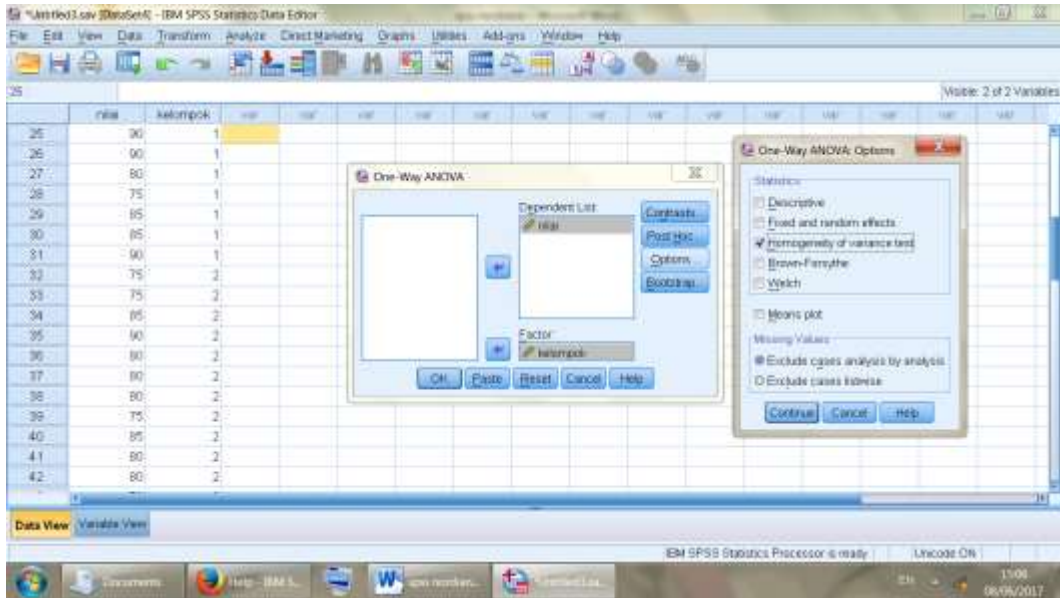 *Untitled3.sav [DataSet4] - IBM SPSS Statistics Data Editor
File Edit View Data Transform Analyze Direct Marketing Graphs Utilities Add-ons Window Help
25
Visible: 2 of 2 Variables
nilai kelompok var var var var var var var var var var var var var
25 90 1
26 90 1
27 80 1
28 75 1
29 85 1
30 85 1
31 90 1
32 75 2
33 75 2
34 85 2
35 90 2
36 80 2
37 80 2
38 80 2
39 75 2
40 85 2
41 80 2
42 80 2
One-Way ANOVA
Dependent List:
nilai
Factor:
kelompok
Contrasts...
Post Hoc...
Options...
Bootstrap...
OK Paste Reset Cancel Help
One-Way ANOVA: Options
Statistics
Descriptive
Fixed and random effects
Homogeneity of variance test
Brown-Forsythe
Welch
Means plot
Missing Values
Exclude cases analysis by analysis
Exclude cases listwise
Continue Cancel Help
Data View Variable View
IBM SPSS Statistics Processor is ready Unicode:ON
Documents
Help - IBM S...
EN
15:06
08/06/2017